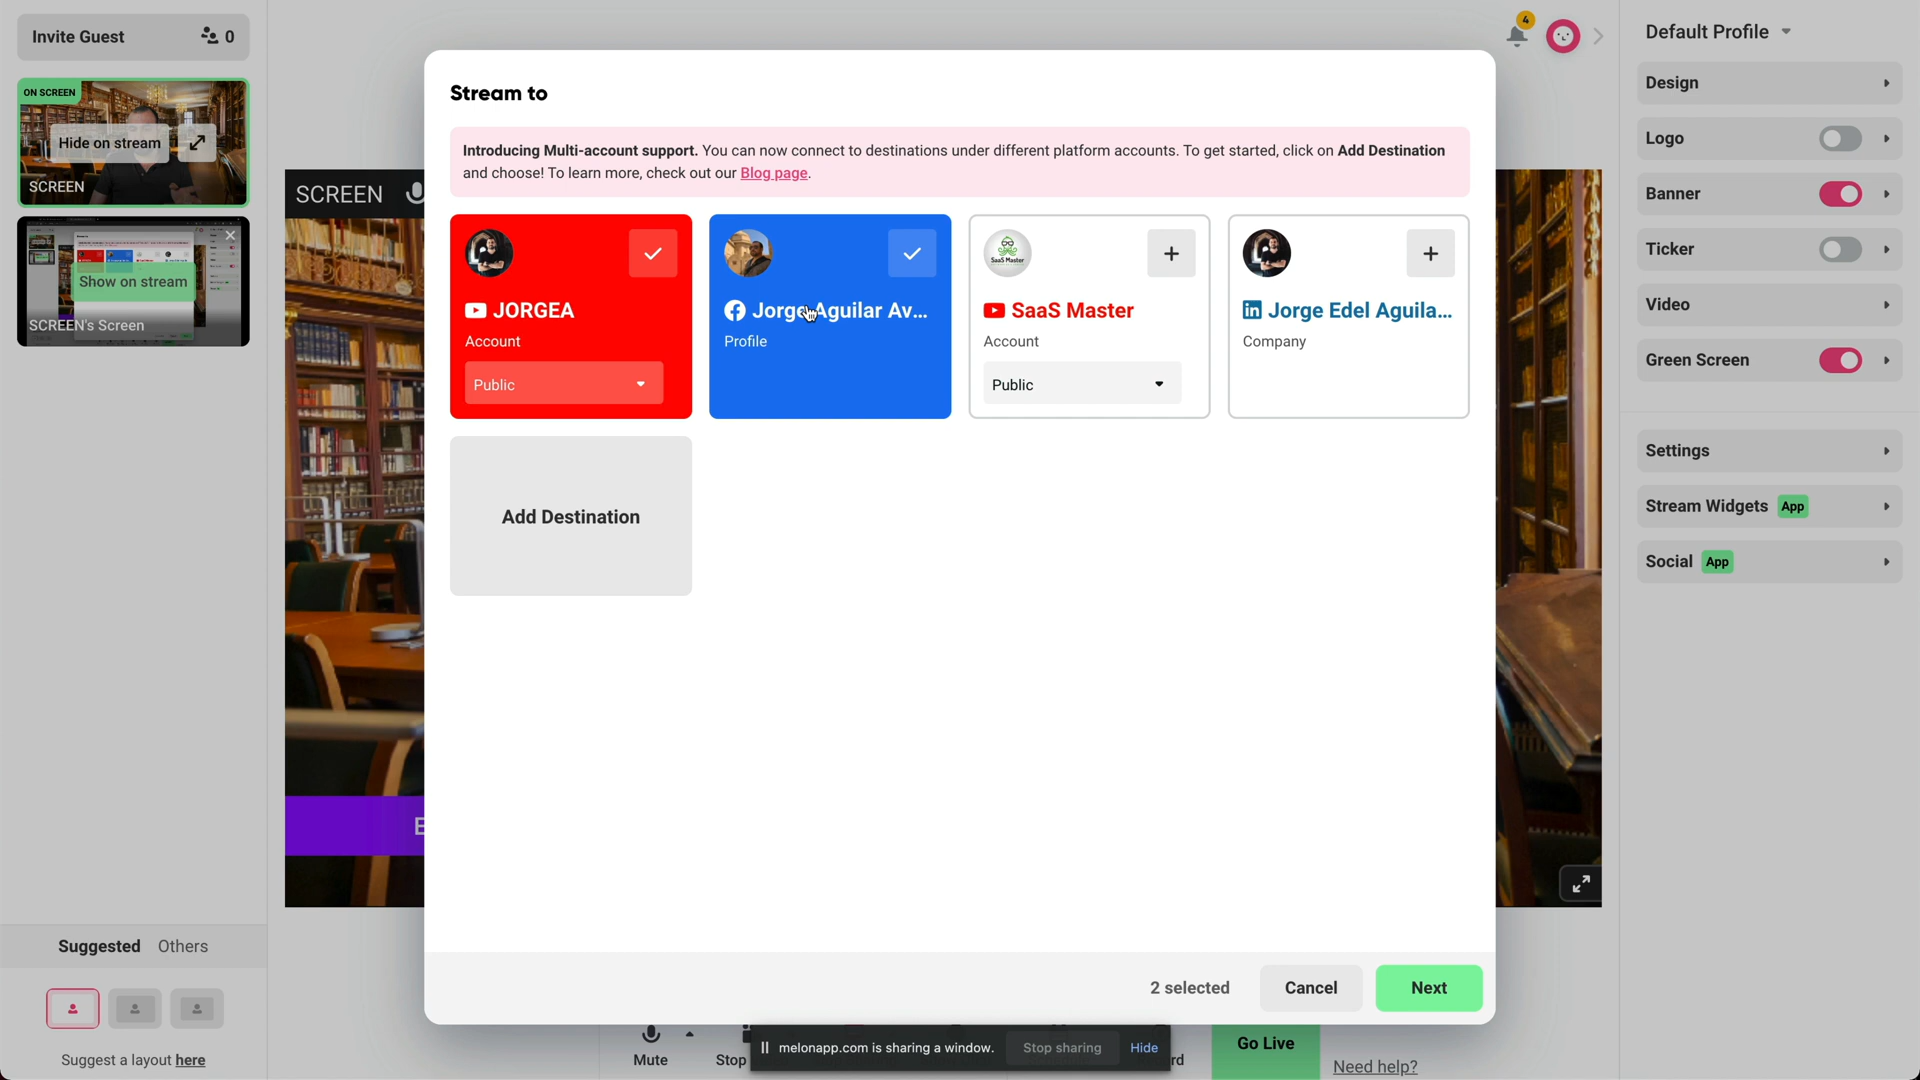 Invite Guest
0
ON SCREEN
Hide on stream
SCREEN
Show on stream
SCREEN's Screen
Suggested
Others
Suggest a layout here
SCREEN
Stream to
Introducing Multi-account support. You can now connect to destinations under different platform accounts. To get started, click on Add Destination
and choose! To learn more, check out our Blog page.
JORGEA
Account
Public
Jorge Aguilar Av...
Profile
SaaS Master
SaaS Master
Account
Public
Jorge Edel Aguila...
Company
Add Destination
2 selected
Cancel
Next
Mute
Stop
melonapp.com is sharing a window.
Stop sharing
Hide
rd
Go Live
Need help?
4
Default Profile
Design
Logo
Banner
Ticker
Video
Green Screen
Settings
Stream Widgets App
Social App